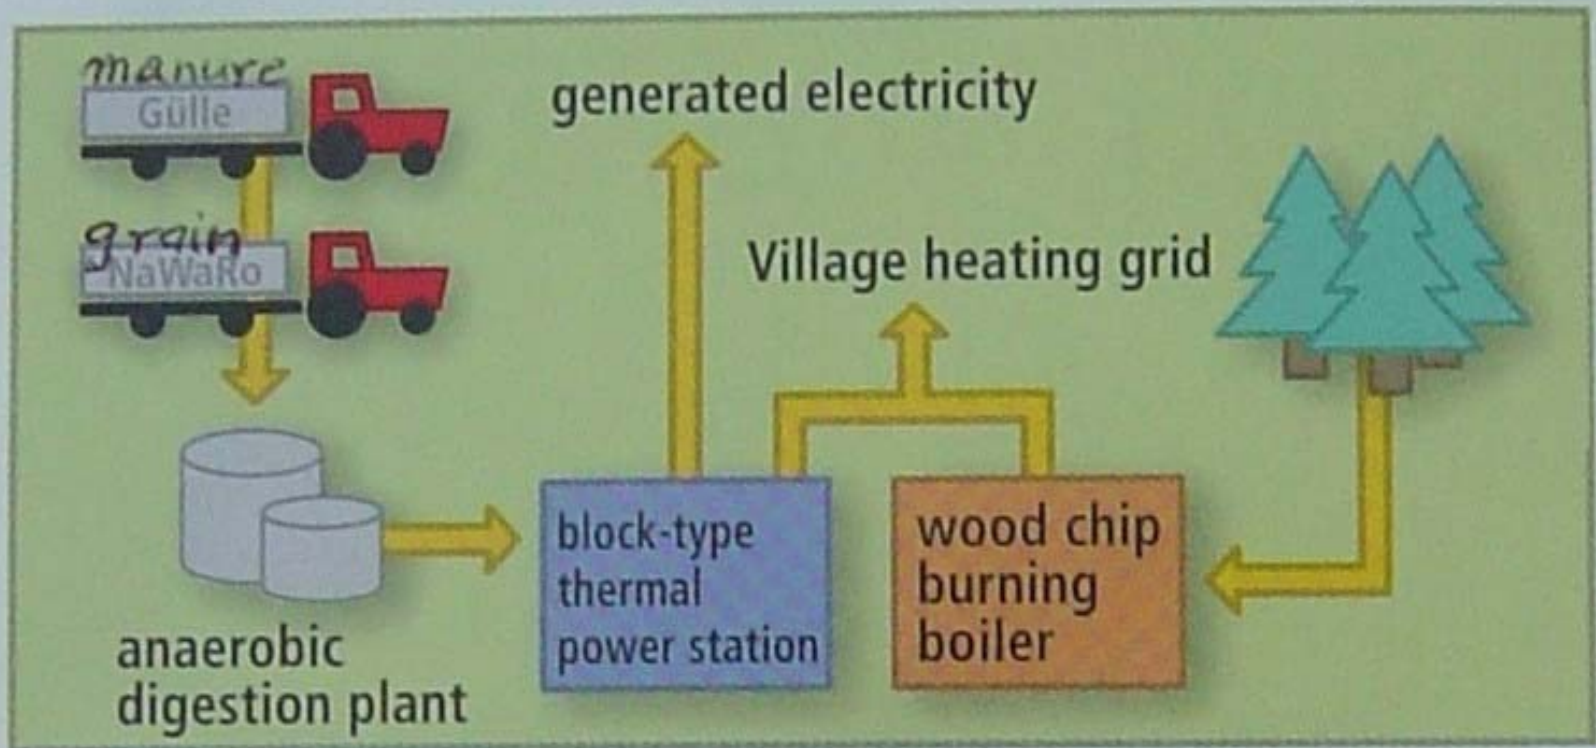 manure
Gülle
generated electricity
grain
NaWaRo
Village heating grid
block-type
thermal
power station
wood chip
burning
boiler
anaerobic
digestion plant